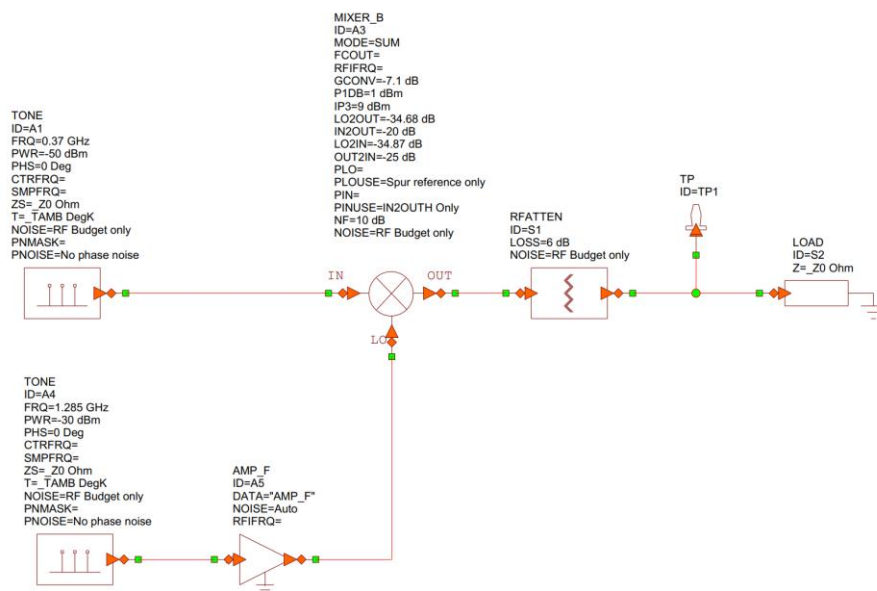 MIXER_B
ID=A3
MODE=SUM
FCOUT=
RFIFRQ=
GCONV=-7.1 dB
P1DB=1 dBm
IP3=9 dBm
LO2OUT=-34.68 dB
IN2OUT=-20 dB
LO2IN=-34.87 dB
OUT2IN=-25 dB
PLO=
PLOUSE=Spur reference only
PIN=
PINUSE=IN2OUTH Only
NF=10 dB
NOISE=RF Budget only
TONE
ID=A1
FRQ=0.37 GHz
PWR=-50 dBm
PHS=0 Deg
CTRFRQ=
SMPFRQ=
ZS=_Z0 Ohm
T=_TAMB DegK
NOISE=RF Budget only
PNMASK=
PNOISE=No phase noise
IN
OUT
LO
RFATTEN
ID=S1
LOSS=6 dB
NOISE=RF Budget only
TP
ID=TP1
LOAD
ID=S2
Z=_Z0 Ohm
TONE
ID=A4
FRQ=1.285 GHz
PWR=-30 dBm
PHS=0 Deg
CTRFRQ=
SMPFRQ=
ZS=_Z0 Ohm
T=_TAMB DegK
NOISE=RF Budget only
PNMASK=
PNOISE=No phase noise
AMP_F
ID=A5
DATA="AMP_F"
NOISE=Auto
RFIFRQ=